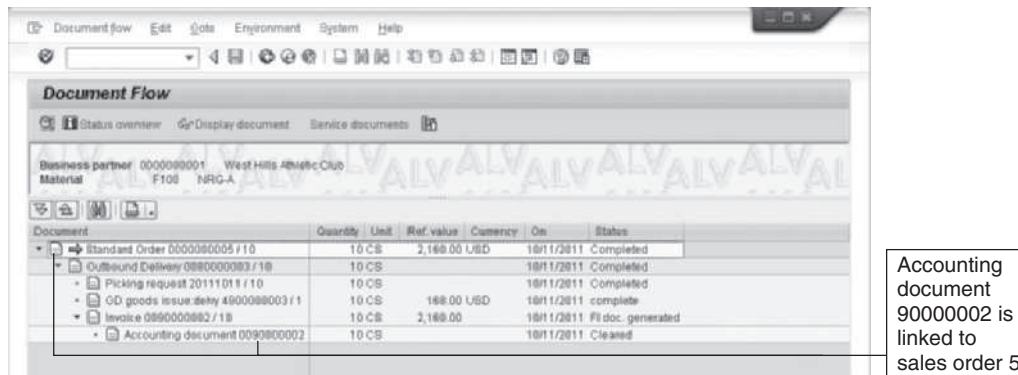 Document flow Edit Goto Environment System Help
Document Flow
Status overview Display document Service documents
Business partner 0000000001 West Hills Athletic Club
Material F100 NRG-A
Document Quantity Unit Ref. value Currency On Status
Standard Order 0000000005 / 10 10 CS 2,160.00 USD 10/11/2011 Completed
Outbound Delivery 0080000003 / 10 10 CS 10/11/2011 Completed
Picking request 20111011 / 10 10 CS 10/11/2011 Completed
GD goods issue:delvy 4900000003 / 1 10 CS 168.00 USD 10/11/2011 complete
Invoice 0090000002 / 10 10 CS 2,160.00 10/11/2011 FI doc. generated
Accounting document 0090000002 10 CS 10/11/2011 Cleared
Accounting
document
90000002 is
linked to
sales order 5